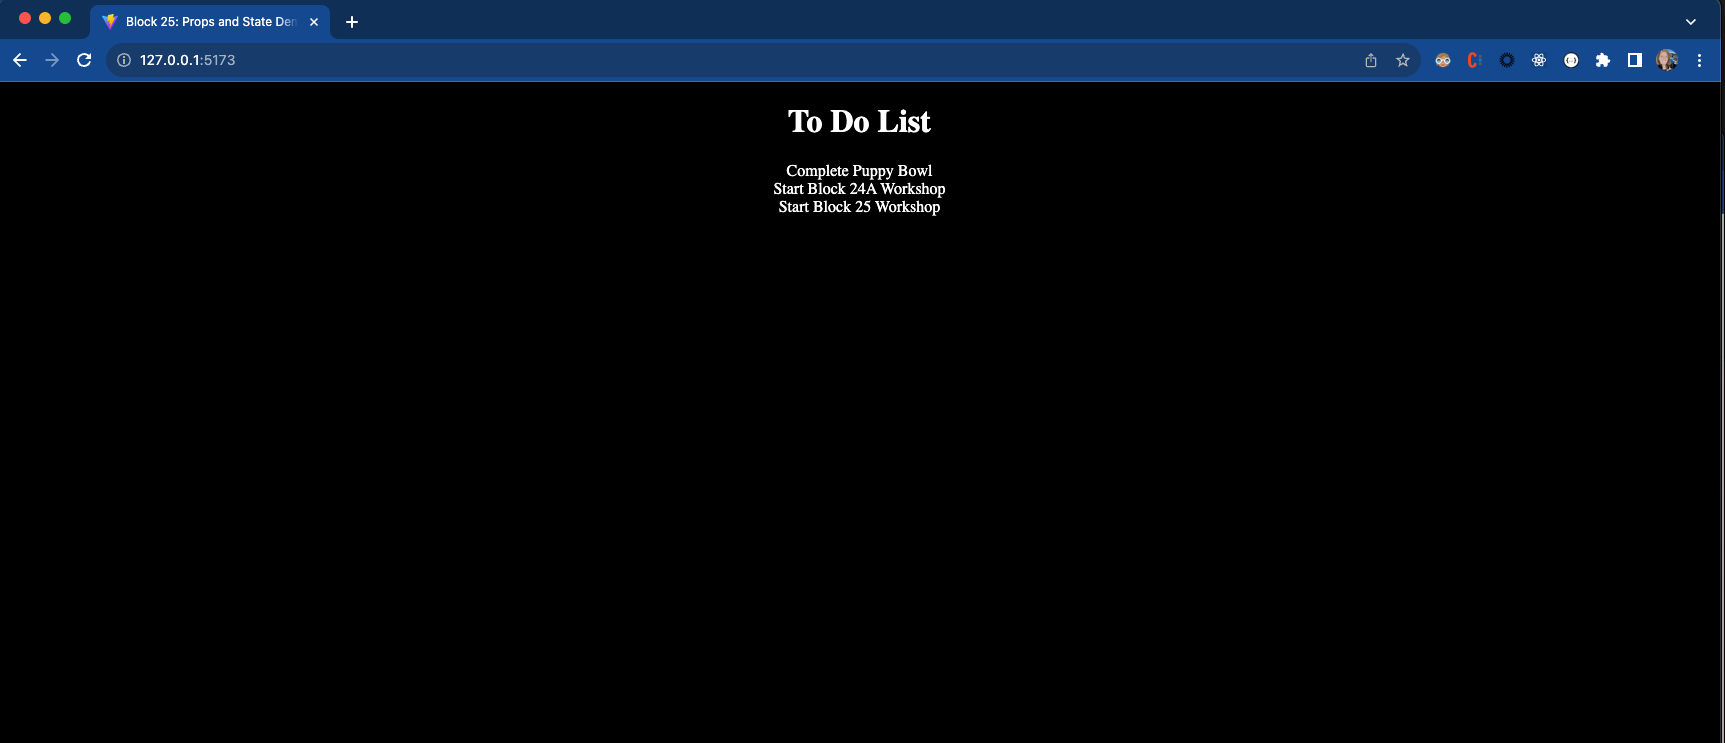 Block 25: Props and State Den
127.0.0.1:5173
To Do List
Complete Puppy Bowl
Start Block 24A Workshop
Start Block 25 Workshop